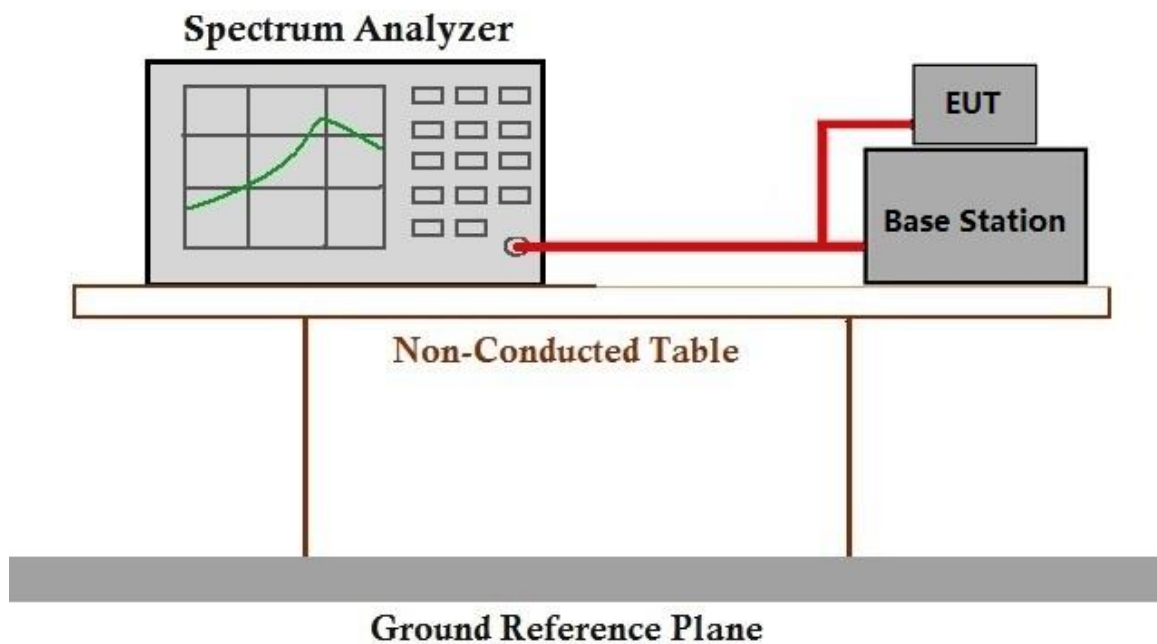 Spectrum Analyzer
EUT
Base Station
Non-Conducted Table
Ground Reference Plane